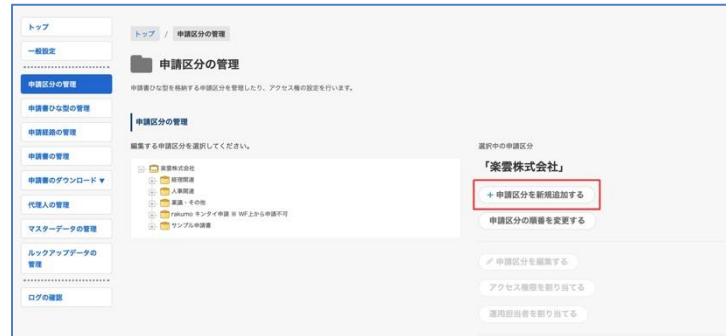 トップ
一般設定
申請区分の管理
申請書ひな型の管理
申請経路の管理
申請書の管理
申請書のダウンロード ▼
代理人の管理
マスターデータの管理
ルックアップデータの
管理
ログの確認
トップ / 申請区分の管理
申請区分の管理
申請書ひな型を格納する申請区分を管理したり、アクセス権の設定を行います。
申請区分の管理
編集する申請区分を選択してください。
楽雲株式会社
経理関連
人事関連
稟議・その他
rakumo キンタイ申請 ※ WF上から申請不可
サンプル申請書
選択中の申請区分
「楽雲株式会社」
+ 申請区分を新規追加する
申請区分の順番を変更する
申請区分を編集する
アクセス権限を割り当てる
運用担当者を割り当てる